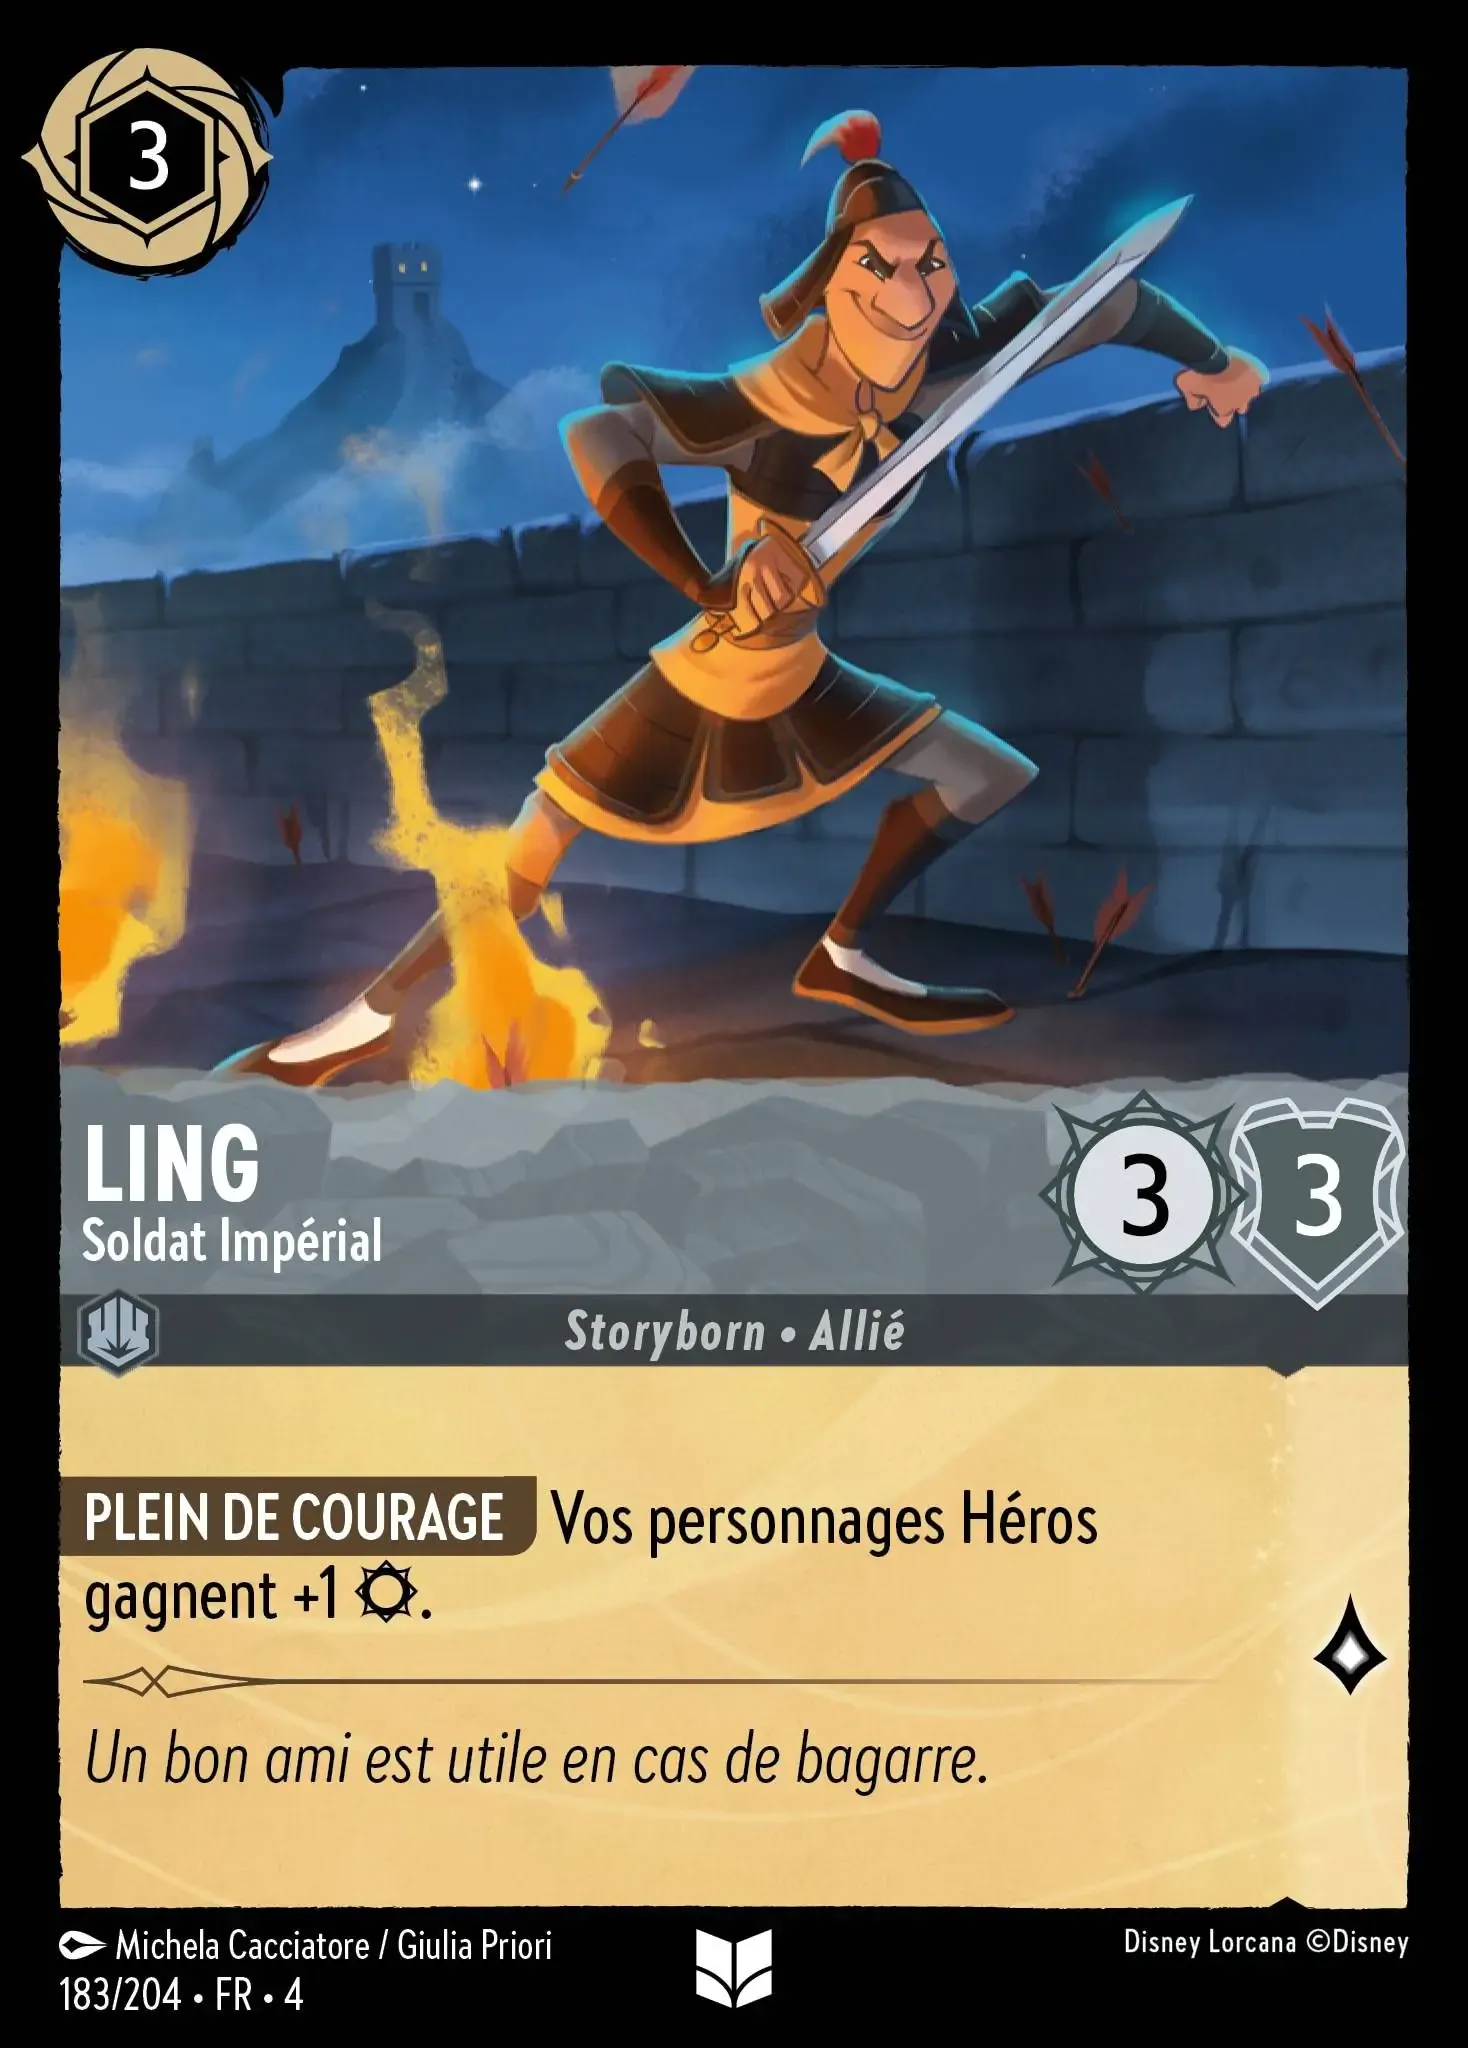 3
LING
Soldat Impérial
3 3
Storyborn • Allié
PLEIN DE COURAGE Vos personnages Héros
gagnent +1 .
Un bon ami est utile en cas de bagarre.
Michela Cacciatore / Giulia Priori
Disney Lorcana ©Disney
183/204 • FR • 4